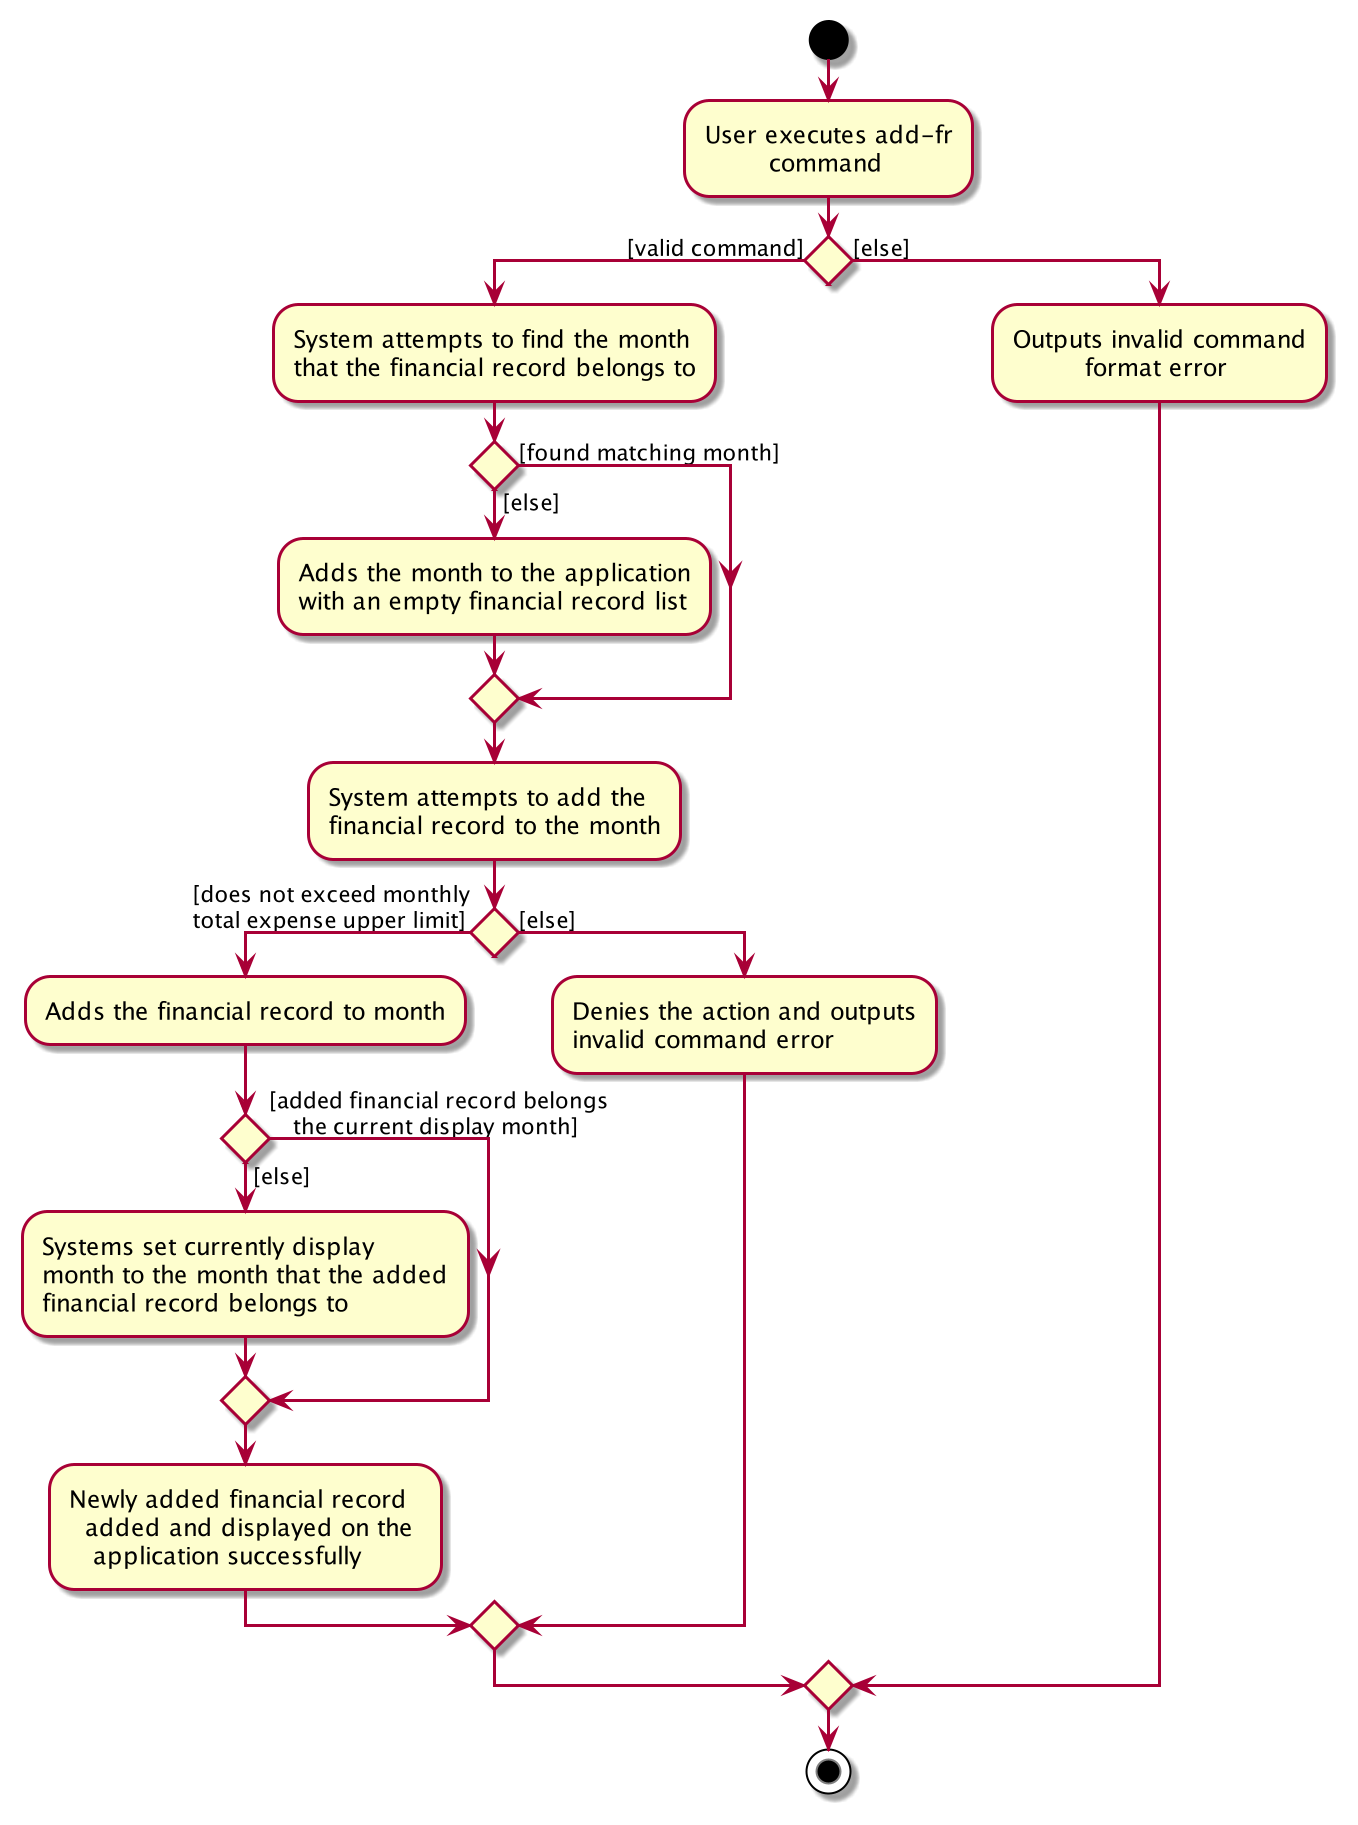 User executes add-fr
command
[valid command]
[else]
System attempts to find the month
that the financial record belongs to
Outputs invalid command
format error
[found matching month]
[else]
Adds the month to the application
with an empty financial record list
System attempts to add the
financial record to the month
[does not exceed monthly
total expense upper limit]
[else]
Adds the financial record to month
Denies the action and outputs
invalid command error
[added financial record belongs
the current display month]
[else]
Systems set currently display
month to the month that the added
financial record belongs to
Newly added financial record
added and displayed on the
application successfully